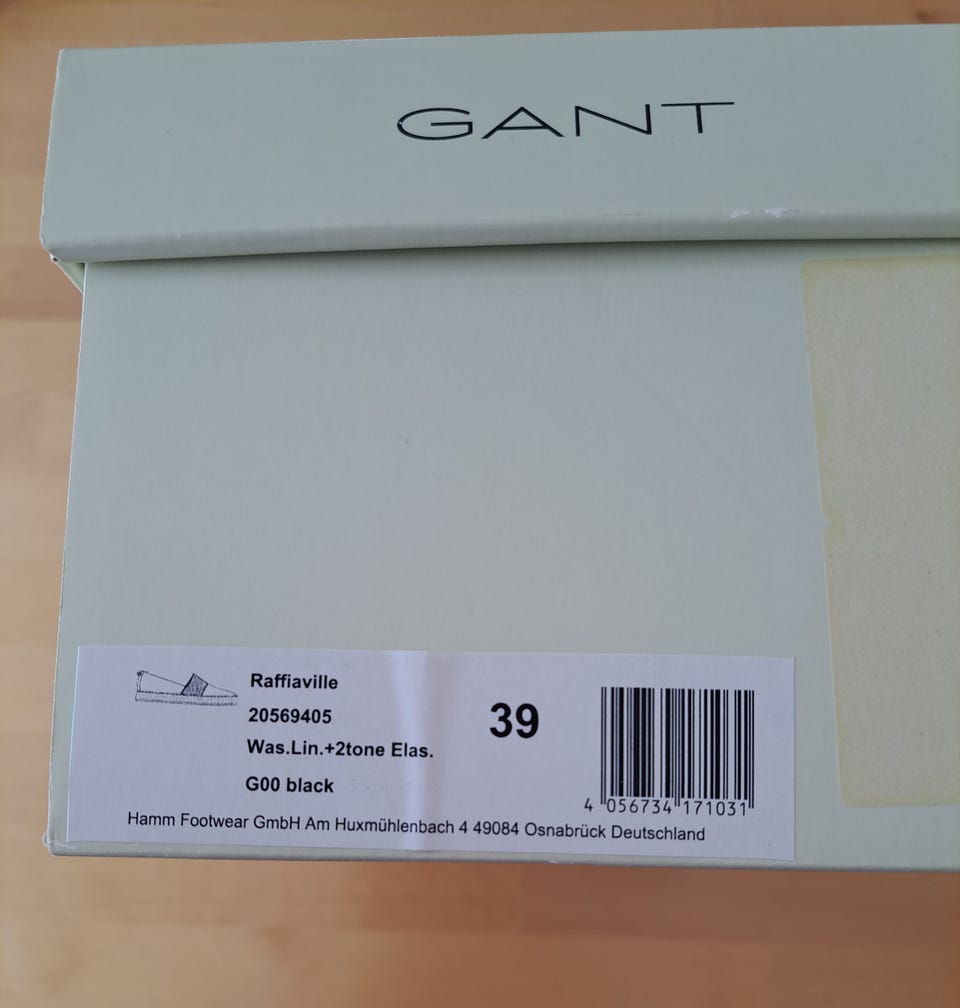 GANT
Raffiaville
20569405
Was.Lin.+2tone Elas.
G00 black
39
4 056734 171031
Hamm Footwear GmbH Am Huxmühlenbach 4 49084 Osnabrück Deutschland